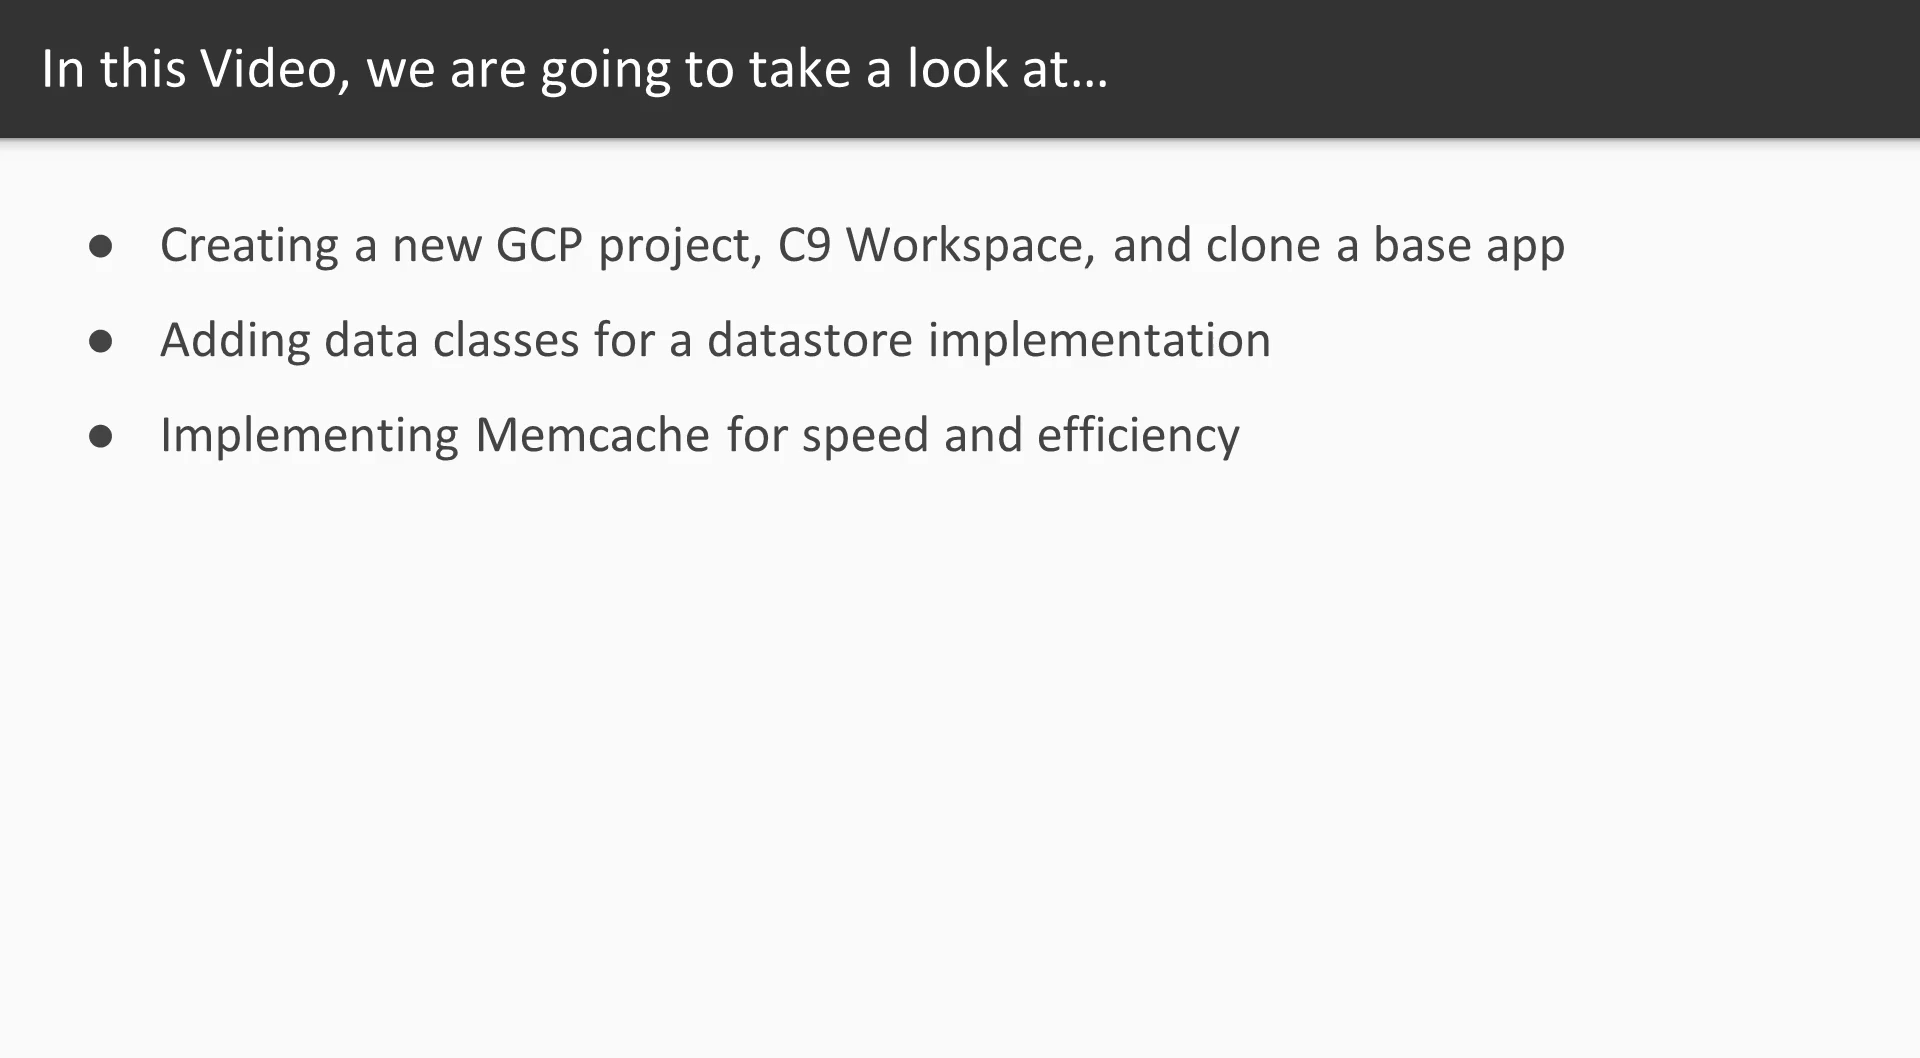 In this Video, we are going to take a look at...
● Creating a new GCP project, C9 Workspace, and clone a base app
● Adding data classes for a datastore implementation
● Implementing Memcache for speed and efficiency